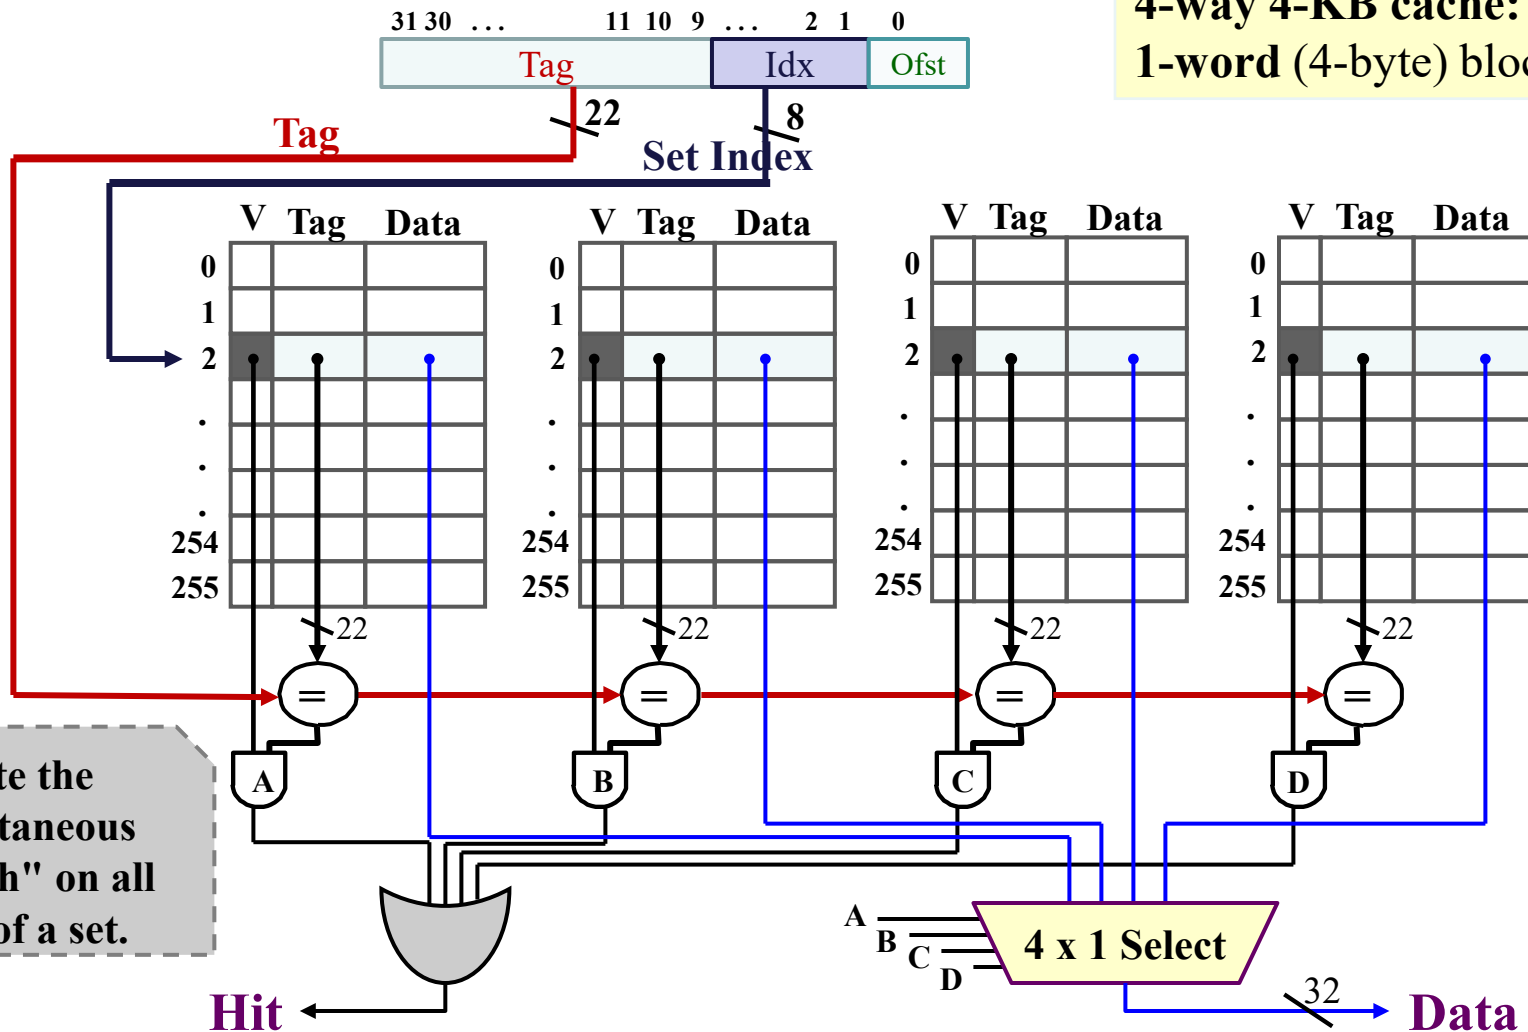 4-way 4-KB cache:
1-word (4-byte)
31 30 ... 11 10 9 ... 2 1 0
Tag Idx Ofst
22 8
Tag
Set Index
V Tag Data V Tag Data V Tag Data V Tag Data
0 0 0 0
1 1 1 1
2 2 2 2
. . . .
. . . .
. . . .
254 254 254 254
255 255 255 255
22 22 22 22
= = = =
A B C D
the
on all
of a set.
A
B
C
D
4 x 1 Select
Hit
32
Data